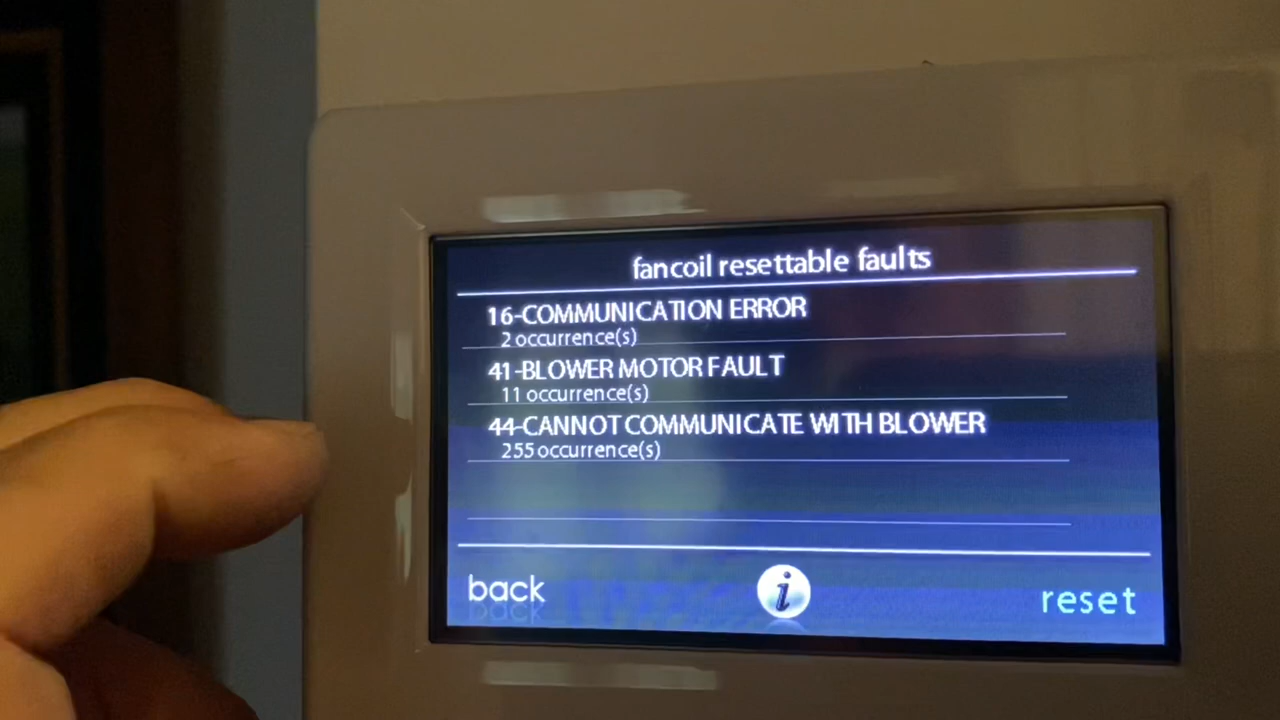 fancoil resettable faults
16-COMMUNICATION ERROR
2 occurrence(s)
41-BLOWER MOTOR FAULT
11 occurrence(s)
44-CANNOT COMMUNICATE WITH BLOWER
255 occurrence(s)
back
i
reset